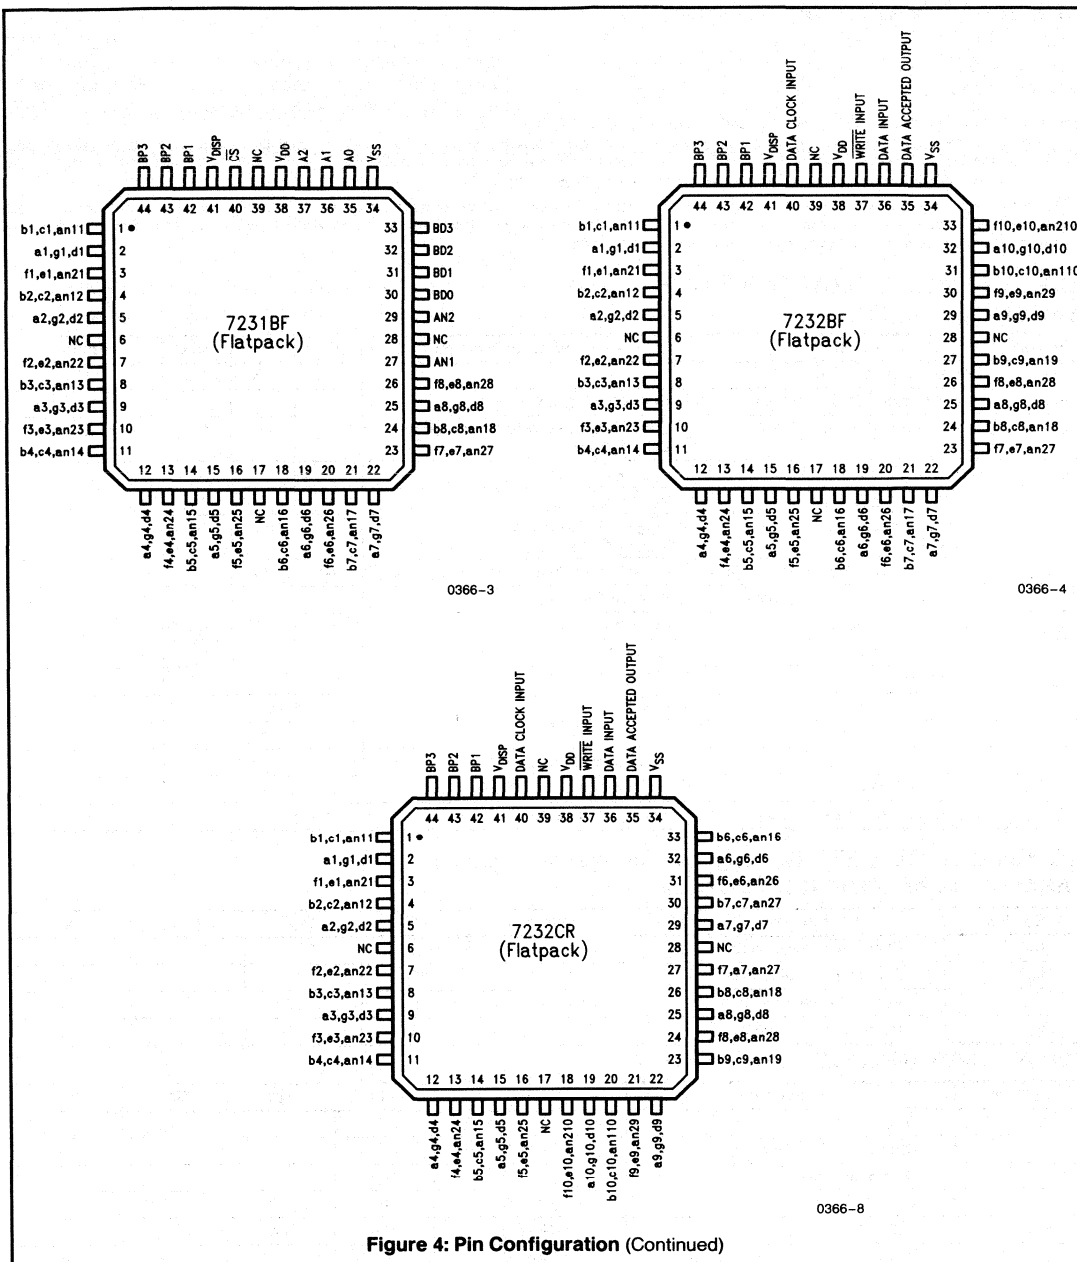 BP3
BP2
BP1
VDISP
C̅S̅
NC
VDD
A2
A1
A0
VSS
44 43 42 41 40 39 38 37 36 35 34
b1,c1,an11 1
a1,g1,d1 2
f1,e1,an21 3
b2,c2,an12 4
a2,g2,d2 5
NC 6
f2,e2,an22 7
b3,c3,an13 8
a3,g3,d3 9
f3,e3,an23 10
b4,c4,an14 11
7231BF
(Flatpack)
33 BD3
32 BD2
31 BD1
30 BD0
29 AN2
28 NC
27 AN1
26 f8,e8,an28
25 a8,g8,d8
24 b8,c8,an18
23 f7,e7,an27
12 13 14 15 16 17 18 19 20 21 22
a4,g4,d4
f4,e4,an24
b5,c5,an15
a5,g5,d5
f5,e5,an25
NC
b6,c6,an16
a6,g6,d6
f6,e6,an26
b7,c7,an17
a7,g7,d7
0366-3
BP3
BP2
BP1
VDISP
DATA CLOCK INPUT
NC
VDD
W̅R̅I̅T̅E̅ INPUT
DATA INPUT
DATA ACCEPTED OUTPUT
VSS
44 43 42 41 40 39 38 37 36 35 34
b1,c1,an11 1
a1,g1,d1 2
f1,e1,an21 3
b2,c2,an12 4
a2,g2,d2 5
NC 6
f2,e2,an22 7
b3,c3,an13 8
a3,g3,d3 9
f3,e3,an23 10
b4,c4,an14 11
7232BF
(Flatpack)
33 f10,e10,an210
32 a10,g10,d10
31 b10,c10,an110
30 f9,e9,an29
29 a9,g9,d9
28 NC
27 b9,c9,an19
26 f8,e8,an28
25 a8,g8,d8
24 b8,c8,an18
23 f7,e7,an27
12 13 14 15 16 17 18 19 20 21 22
a4,g4,d4
f4,e4,an24
b5,c5,an15
a5,g5,d5
f5,e5,an25
NC
b6,c6,an16
a6,g6,d6
f6,e6,an26
b7,c7,an17
a7,g7,d7
0366-4
BP3
BP2
BP1
VDISP
DATA CLOCK INPUT
NC
VDD
W̅R̅I̅T̅E̅ INPUT
DATA INPUT
DATA ACCEPTED OUTPUT
VSS
44 43 42 41 40 39 38 37 36 35 34
b1,c1,an11 1
a1,g1,d1 2
f1,e1,an21 3
b2,c2,an12 4
a2,g2,d2 5
NC 6
f2,e2,an22 7
b3,c3,an13 8
a3,g3,d3 9
f3,e3,an23 10
b4,c4,an14 11
7232CR
(Flatpack)
33 b6,c6,an16
32 a6,g6,d6
31 f6,e6,an26
30 b7,c7,an27
29 a7,g7,d7
28 NC
27 f7,a7,an27
26 b8,c8,an18
25 a8,g8,d8
24 f8,e8,an28
23 b9,c9,an19
12 13 14 15 16 17 18 19 20 21 22
a4,g4,d4
f4,e4,an24
b5,c5,an15
a5,g5,d5
f5,e5,an25
NC
f10,e10,an210
a10,g10,d10
b10,c10,an110
f9,e9,an29
a9,g9,d9
0366-8
Figure 4: Pin Configuration (Continued)